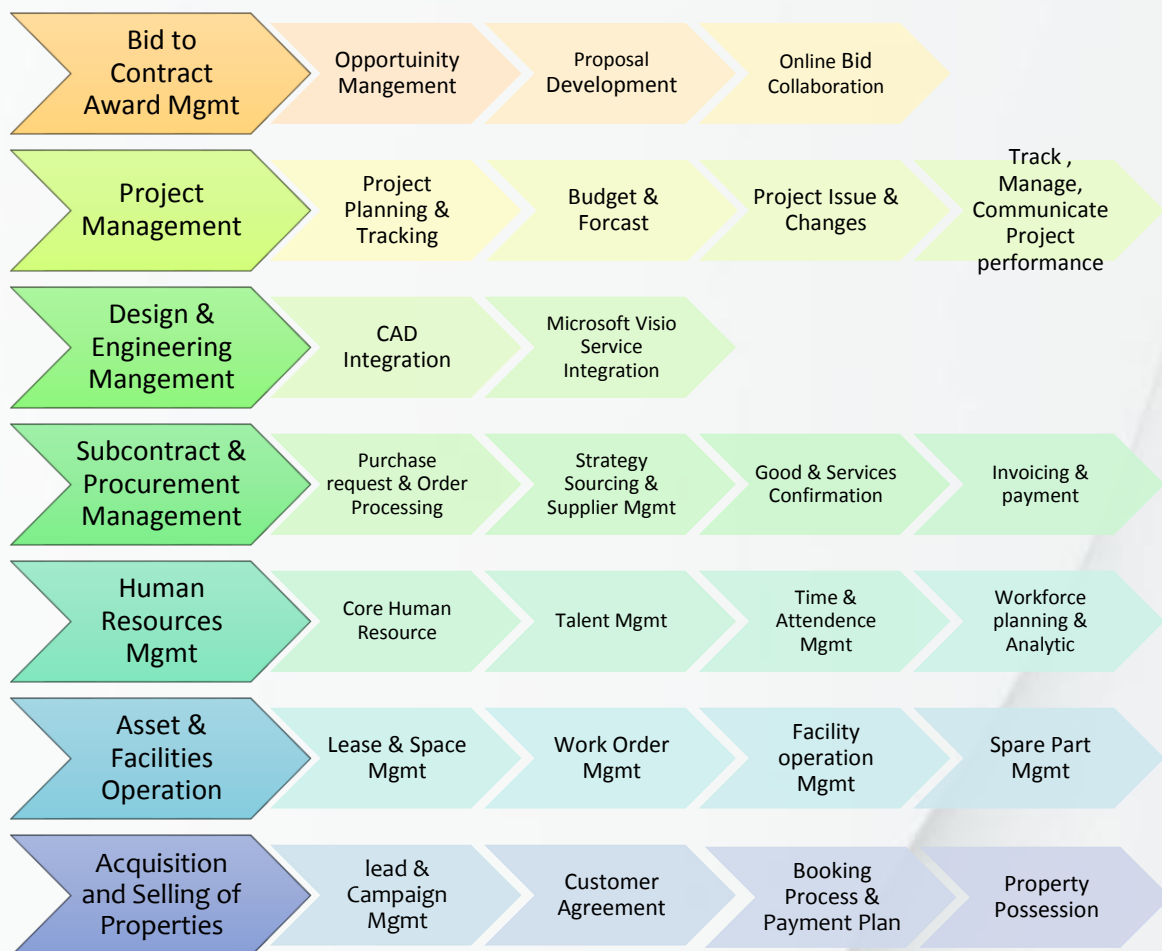 Bid to
Contract
Award Mgmt
Opportuinity
Mangement
Proposal
Development
Online Bid
Collaboration
Project
Management
Project
Planning &
Tracking
Budget &
Forcast
Project Issue &
Changes
Track ,
Manage,
Communicate
Project
performance
Design &
Engineering
Mangement
CAD
Integration
Microsoft Visio
Service
Integration
Subcontract &
Procurement
Management
Purchase
request & Order
Processing
Strategy
Sourcing &
Supplier Mgmt
Good & Services
Confirmation
Invoicing &
payment
Human
Resources
Mgmt
Core Human
Resource
Talent Mgmt
Time &
Attendence
Mgmt
Workforce
planning &
Analytic
Asset &
Facilities
Operation
Lease & Space
Mgmt
Work Order
Mgmt
Facility
operation
Mgmt
Spare Part
Mgmt
Acquisition
and Selling of
Properties
lead &
Campaign
Mgmt
Customer
Agreement
Booking
Process &
Payment Plan
Property
Possession